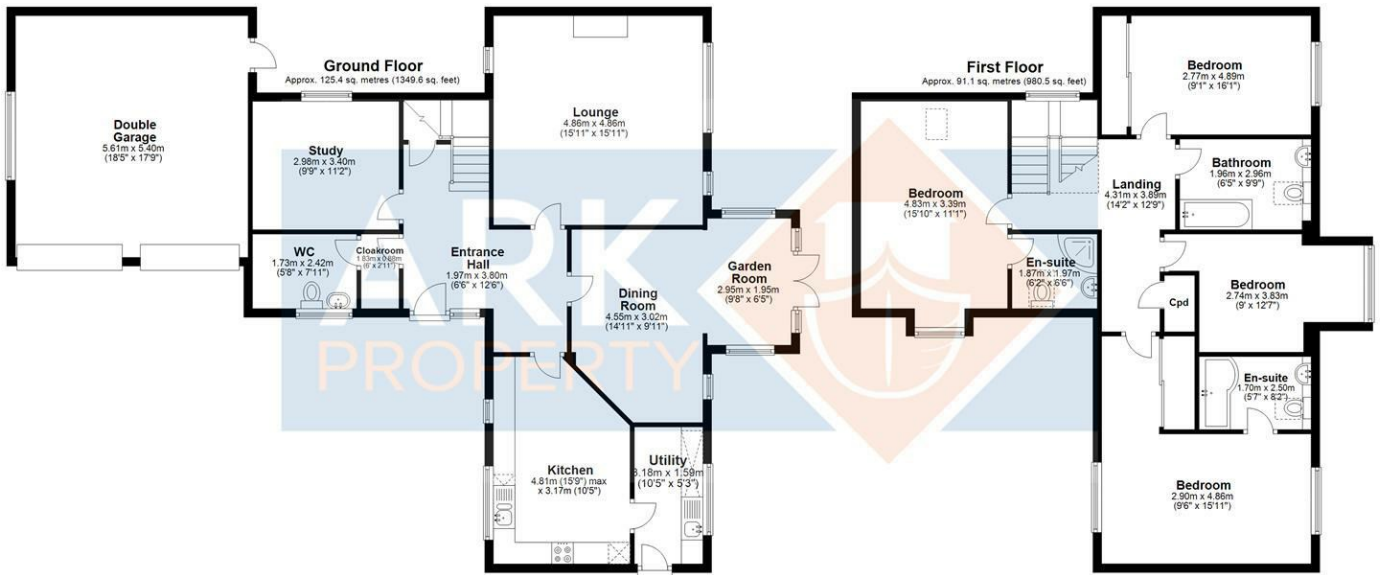 Ground Floor
Approx. 125.4 sq. metres (1349.6 sq. feet)
Double
Garage
5.61m x 5.40m
(18'5" x 17'9")
Study
2.98m x 3.40m
(9'9" x 11'2")
Lounge
4.86m x 4.86m
(15'11" x 15'11")
WC
1.73m x 2.42m
(5'8" x 7'11")
Cloakroom
1.83m x 0.88m
(6' x 2'11")
Entrance
Hall
1.97m x 3.80m
(6'6" x 12'6")
Dining
Room
4.55m x 3.02m
(14'11" x 9'11")
Garden
Room
2.95m x 1.95m
(9'8" x 6'5")
Kitchen
4.81m (15'9") max
x 3.17m (10'5")
Utility
3.18m x 1.59m
(10'5" x 5'3")
First Floor
Approx. 91.1 sq. metres (980.5 sq. feet)
Bedroom
2.77m x 4.89m
(9'1" x 16'1")
Bathroom
1.96m x 2.96m
(6'5" x 9'9")
Bedroom
4.83m x 3.39m
(15'10" x 11'1")
Landing
4.31m x 3.89m
(14'2" x 12'9")
En-suite
1.87m x 1.97m
(6'2" x 6'6")
Bedroom
2.74m x 3.83m
(9' x 12'7")
Cpd
En-suite
1.70m x 2.50m
(5'7" x 8'2")
Bedroom
2.90m x 4.86m
(9'6" x 15'11")
ARK
PROPERTY